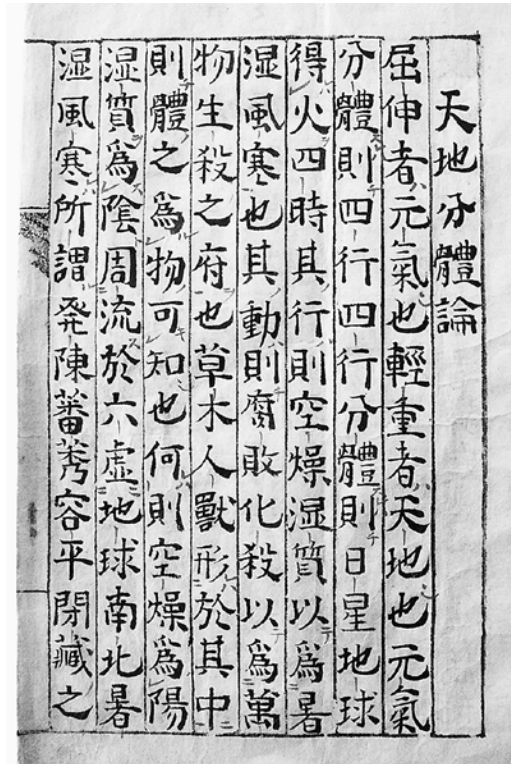 天地分體論
屈伸者元氣也輕重者天地也元氣
分體則四行四行分體則日星地球
得火四時其行則空燥湿質以爲暑
湿風寒也其動則腐敗化殺以爲萬
物生殺之府也草木人獸形於其中
則體之爲物可知也何則空燥爲陽
湿質爲陰周流於六虚地球南北暑
湿風寒所謂発陳蕃莠容平閉藏之